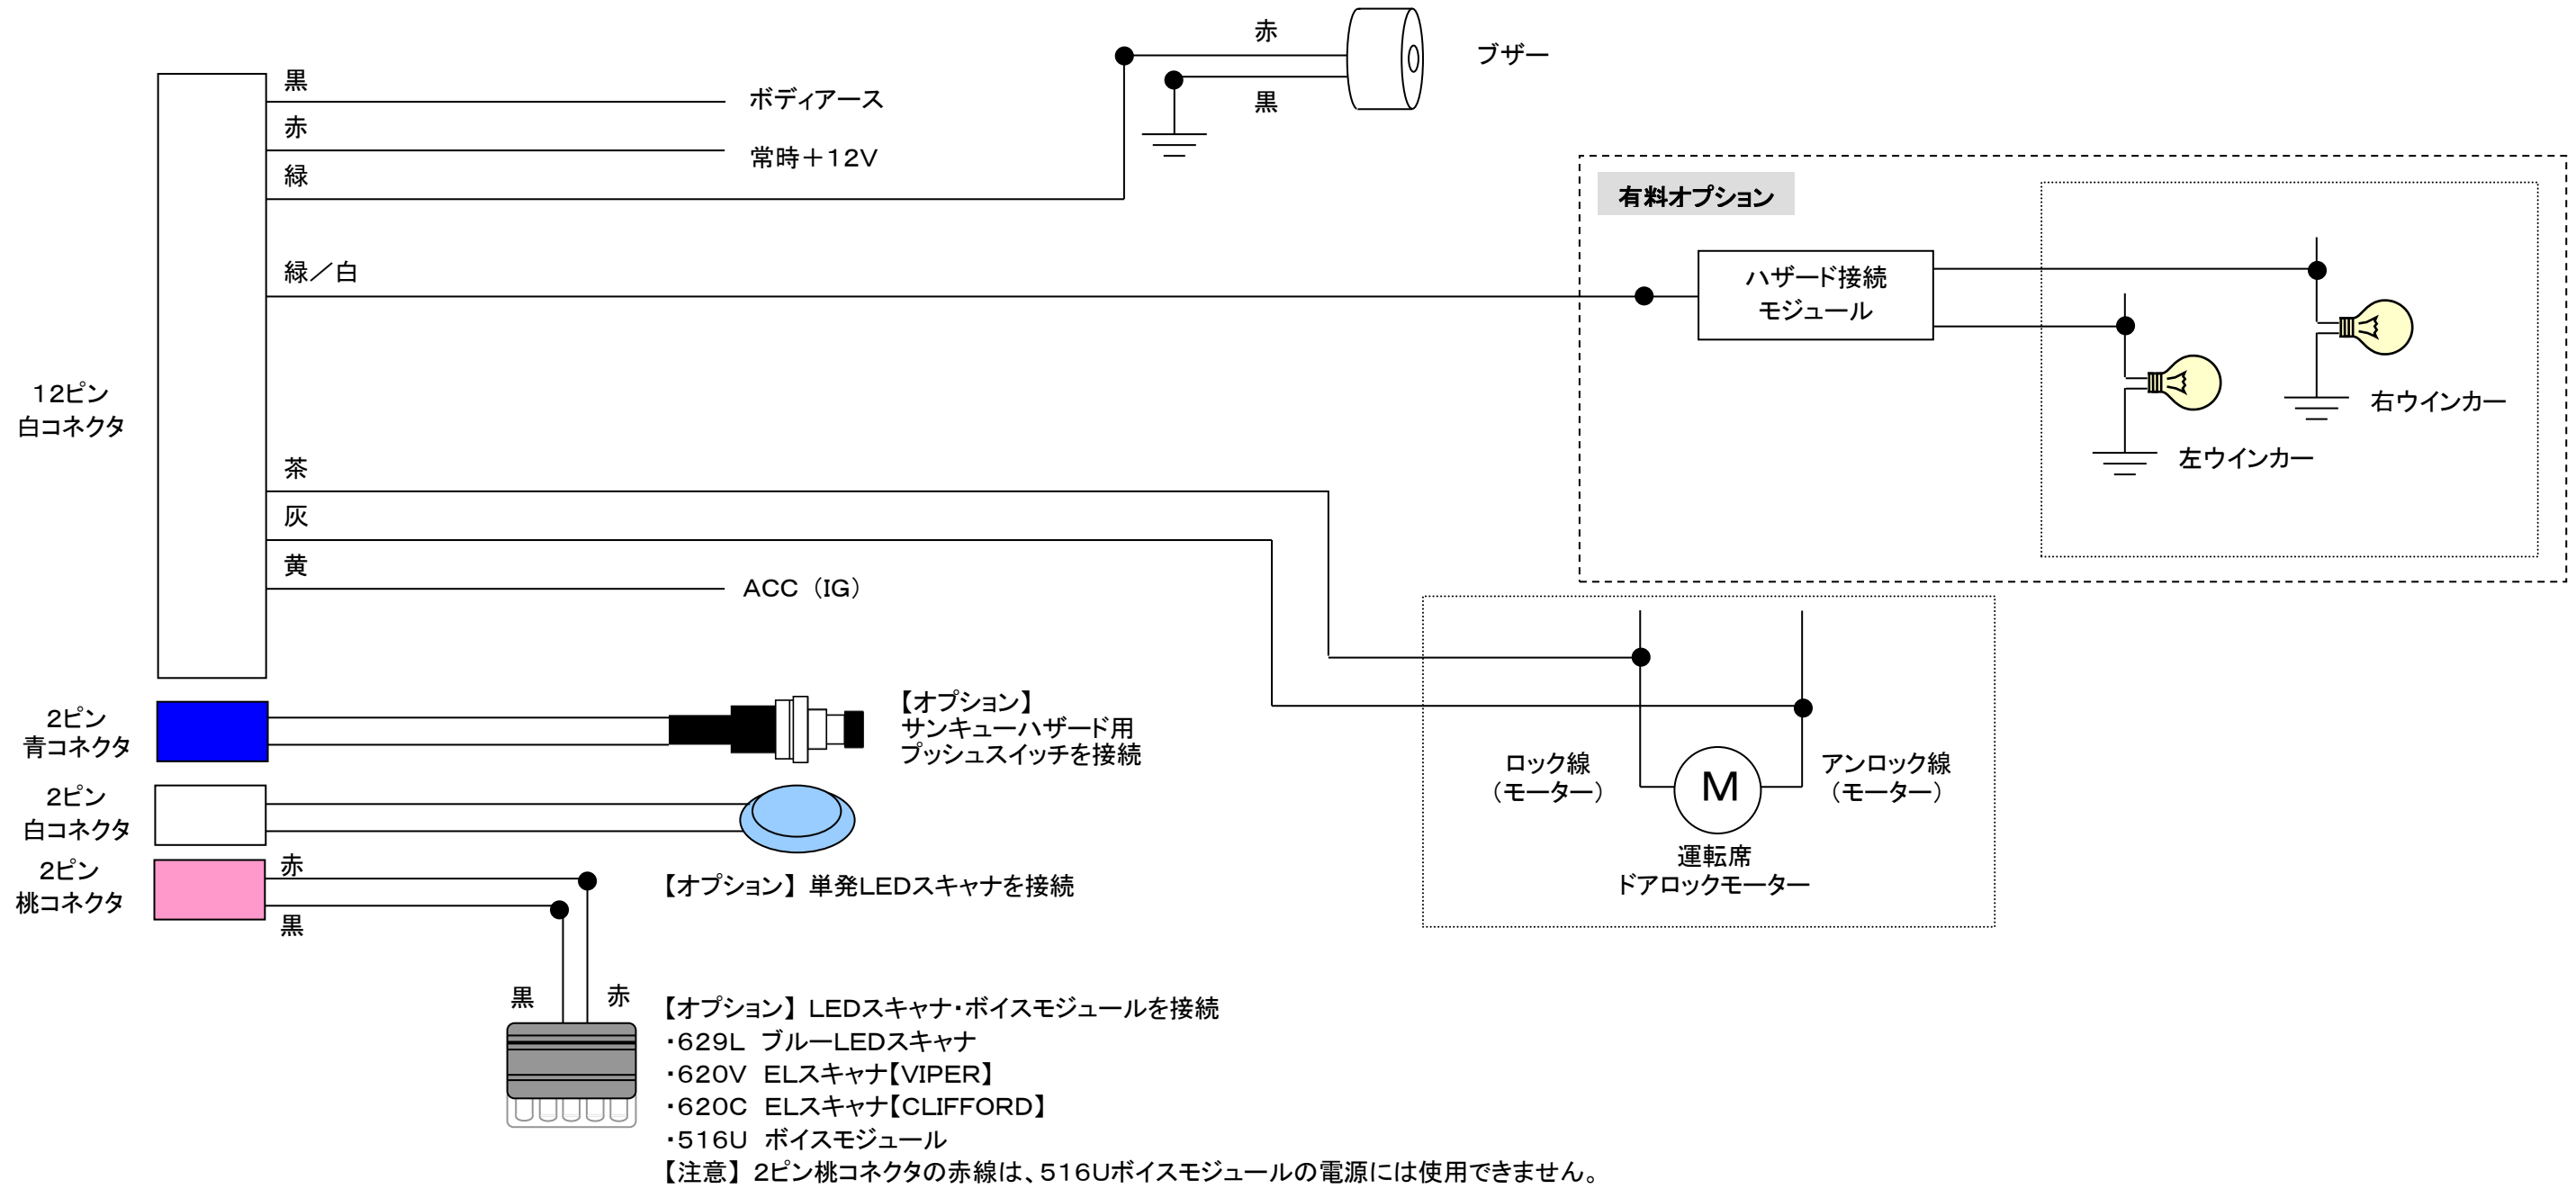 赤
ブザー
黒
黒
ボディアース
赤
常時＋12V
緑
有料オプション
緑／白
ハザード接続
モジュール
右ウインカー
左ウインカー
12ピン
白コネクタ
茶
灰
黄
ACC（IG）
2ピン
青コネクタ
【オプション】
サンキューハザード用
プッシュスイッチを接続
ロック線
（モーター）
M
アンロック線
（モーター）
運転席
ドアロックモーター
2ピン
白コネクタ
【オプション】単発LEDスキャナを接続
2ピン
桃コネクタ
赤
黒
黒
赤
【オプション】LEDスキャナ・ボイスモジュールを接続
・629L ブルーLEDスキャナ
・620V ELスキャナ【VIPER】
・620C ELスキャナ【CLIFFORD】
・516U ボイスモジュール
【注意】2ピン桃コネクタの赤線は、516Uボイスモジュールの電源には使用できません。